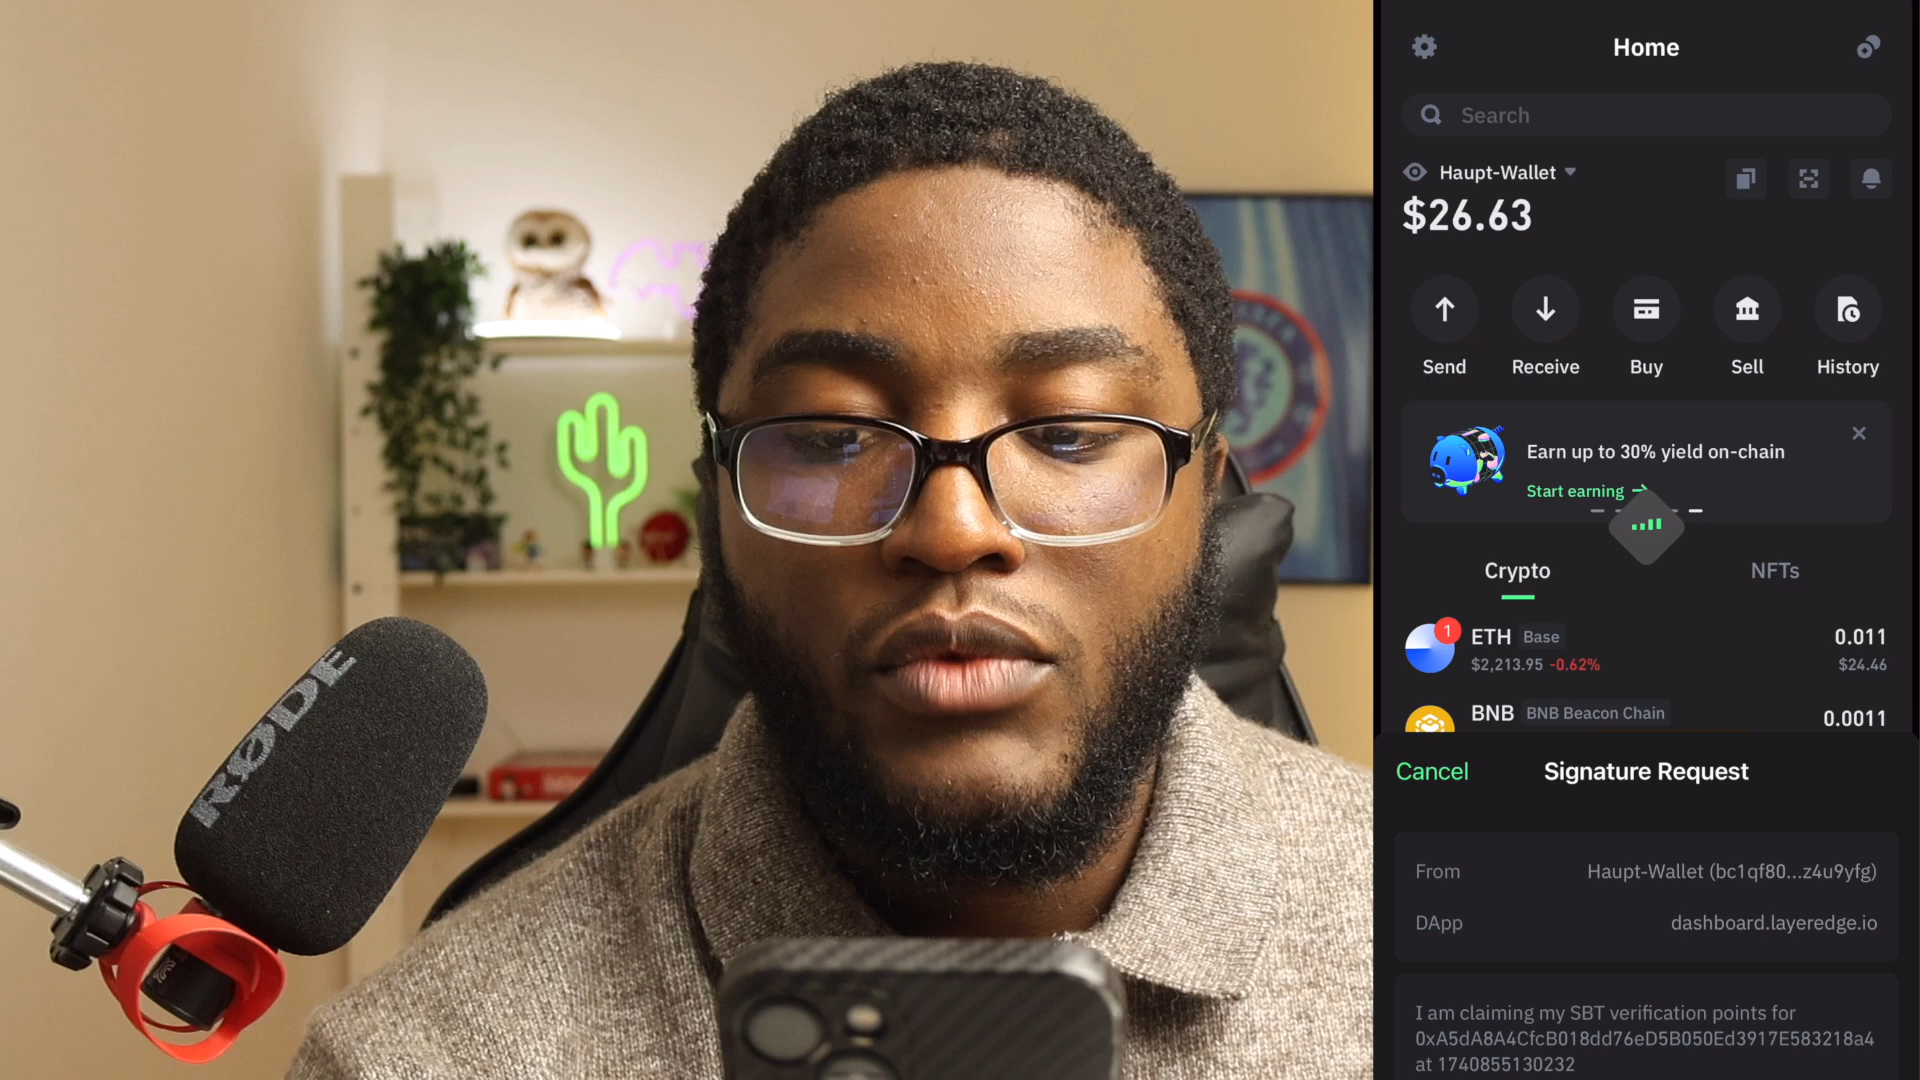 RØDE
Home
Search
Haupt-Wallet
$26.63
Send
Receive
Buy
Sell
History
Earn up to 30% yield on-chain
Start earning →
Crypto
NFTs
1
ETH Base
0.011
$2,213.95 -0.62%
$24.46
BNB BNB Beacon Chain
0.0011
Cancel
Signature Request
From
Haupt-Wallet (bc1qf80...z4u9yfg)
DApp
dashboard.layeredge.io
I am claiming my SBT verification points for
0xA5dA8A4CfcB018dd76eD5B050Ed3917E583218a4
at 1740855130232